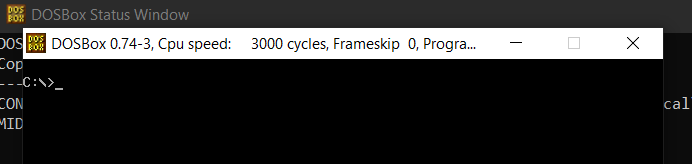 DOSBox Status Window
DOSBox 0.74-3, Cpu speed: 3000 cycles, Frameskip 0, Progra...
DOS
Cop
---
C:\>_
CON
cal
MID